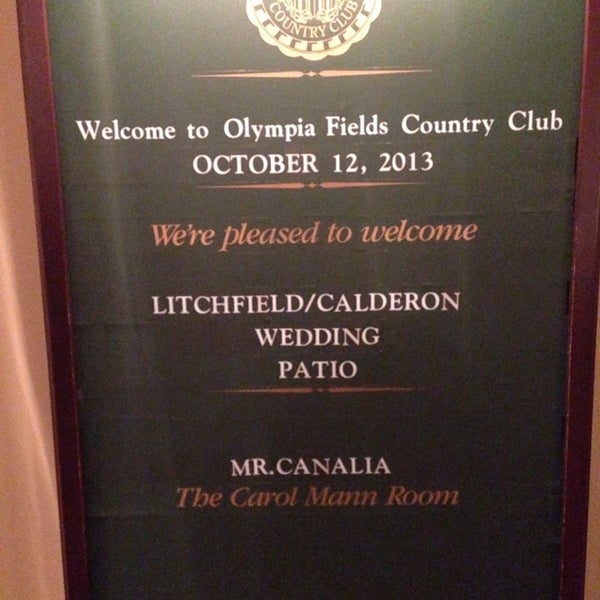 COUNTRY CLUB
Welcome to Olympia Fields Country Club
OCTOBER 12, 2013
We're pleased to welcome
LITCHFIELD/CALDERON
WEDDING
PATIO
MR.CANALIA
The Carol Mann Room